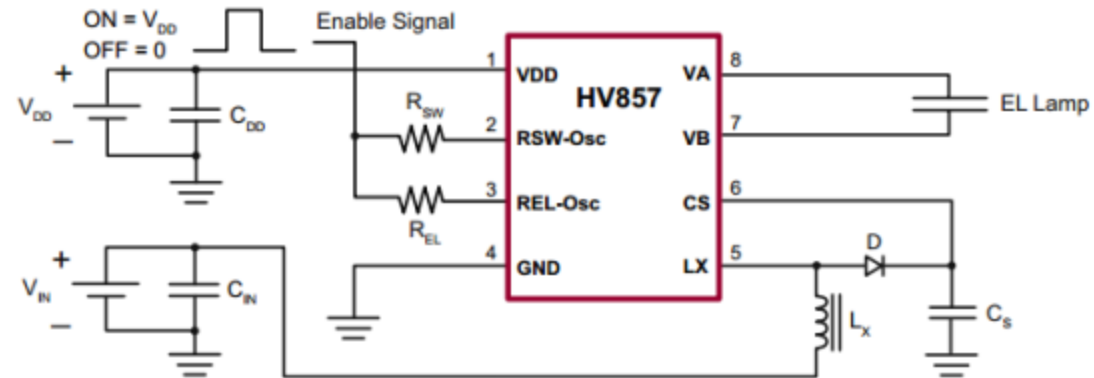 ON = VDD
OFF = 0
Enable Signal
+
VDD
−
CDD
RSW
REL
HV857
1
VDD
2
RSW-Osc
3
REL-Osc
4
GND
VA
8
VB
7
CS
6
LX
5
EL Lamp
D
LX
CS
+
VIN
−
CIN